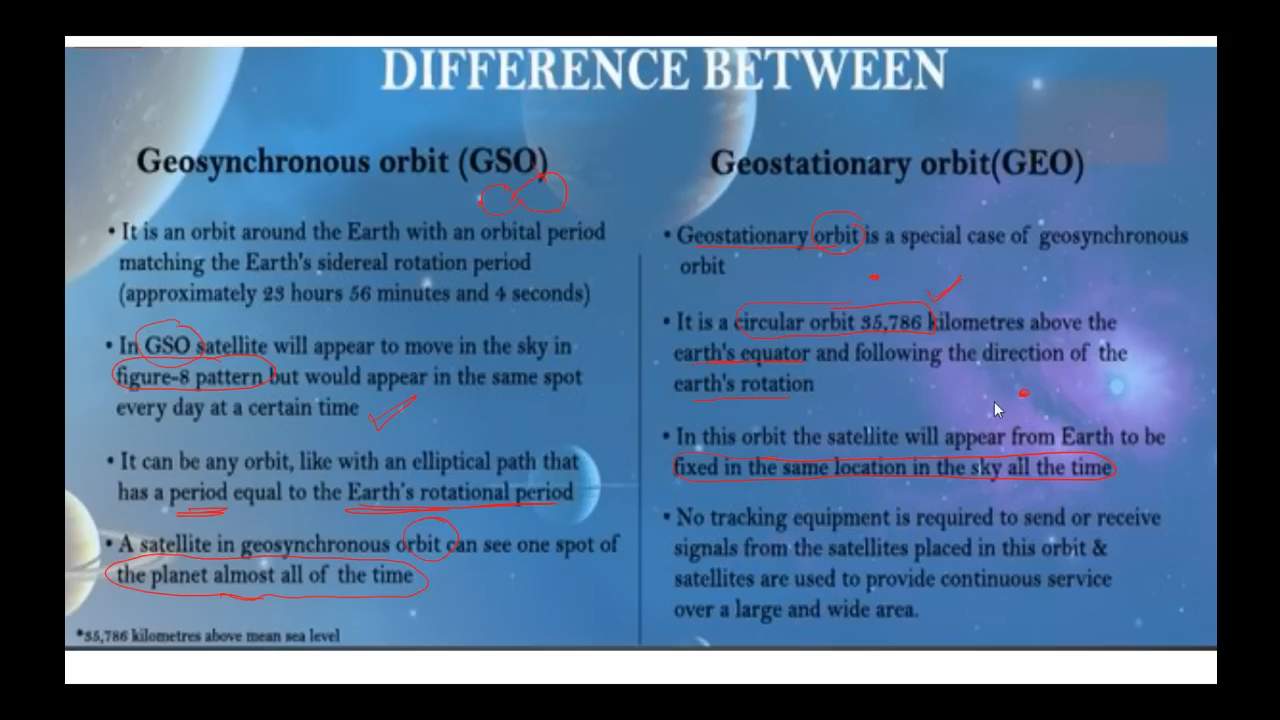 DIFFERENCE BETWEEN
Geosynchronous orbit (GSO)
• It is an orbit around the Earth with an orbital period
matching the Earth's sidereal rotation period
(approximately 23 hours 56 minutes and 4 seconds)
• In GSO satellite will appear to move in the sky in
figure-8 pattern but would appear in the same spot
every day at a certain time
• It can be any orbit, like with an elliptical path that
has a period equal to the Earth's rotational period
• A satellite in geosynchronous orbit can see one spot of
the planet almost all of the time
*35,786 kilometres above mean sea level
Geostationary orbit(GEO)
• Geostationary orbit is a special case of geosynchronous
orbit
• It is a circular orbit 35,786 kilometres above the
earth's equator and following the direction of the
earth's rotation
• In this orbit the satellite will appear from Earth to be
fixed in the same location in the sky all the time
• No tracking equipment is required to send or receive
signals from the satellites placed in this orbit &
satellites are used to provide continuous service
over a large and wide area.